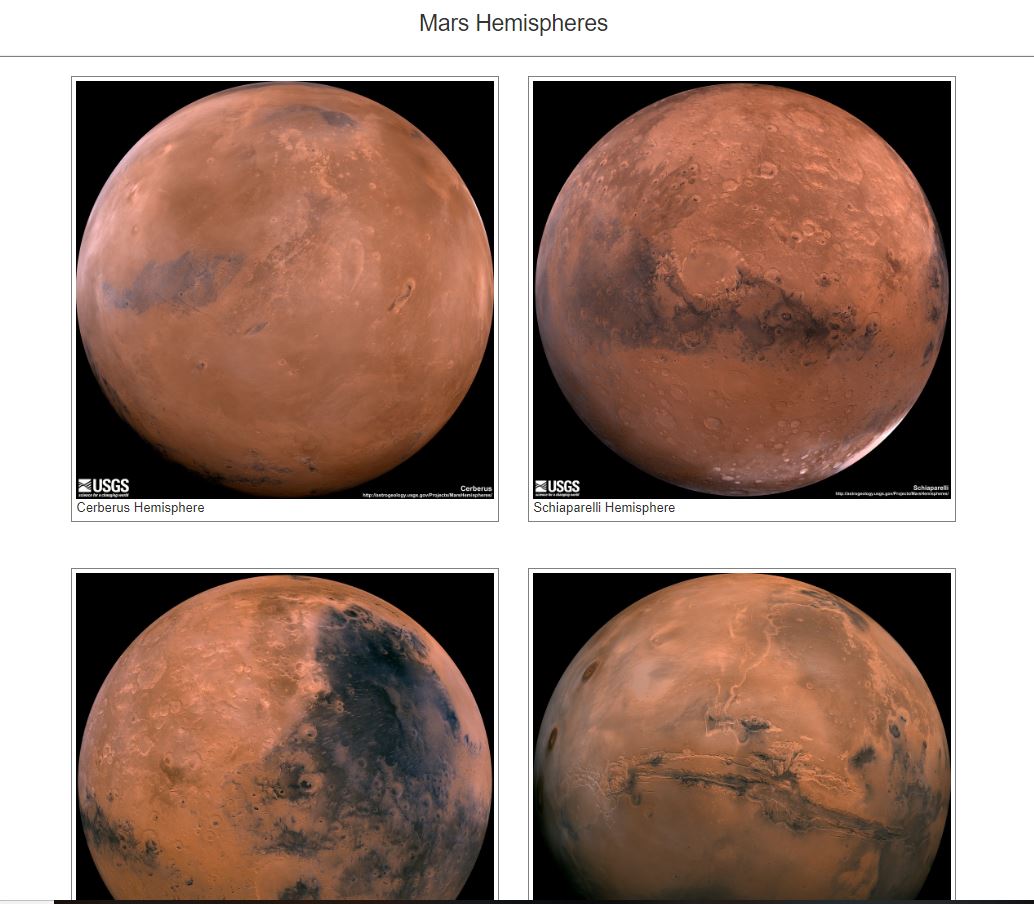 Mars Hemispheres
USGS
science for a changing world
Cerberus
http://astrogeology.usgs.gov/Projects/MarsHemispheres/
Cerberus Hemisphere
USGS
science for a changing world
Schiaparelli
http://astrogeology.usgs.gov/Projects/MarsHemispheres/
Schiaparelli Hemisphere